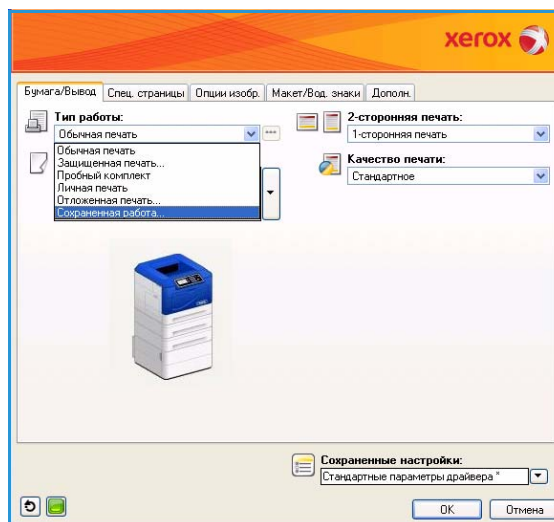 xerox
Бумага/Вывод Спец. страницы Опции изобр. Макет/Вод. знаки Дополн.
Тип работы:
Обычная печать
Обычная печать
Защищенная печать...
Пробный комплект
Личная печать
Отложенная печать...
Сохраненная работа...
2-сторонняя печать:
1-сторонняя печать
Качество печати:
Стандартное
Сохраненные настройки:
Стандартные параметры драйвера *
OK Отмена